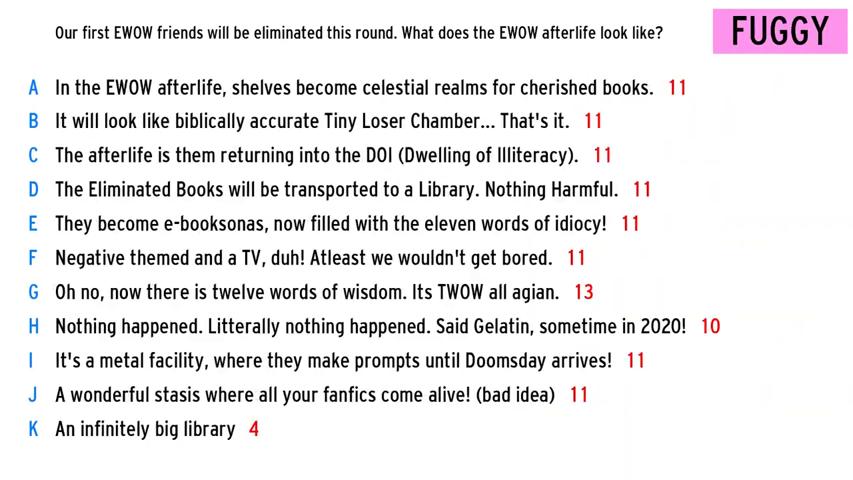 Our first EWOW friends will be eliminated this round. What does the EWOW afterlife look like?
FUGGY
A In the EWOW afterlife, shelves become celestial realms for cherished books. 11
B It will look like biblically accurate Tiny Loser Chamber... That's it. 11
C The afterlife is them returning into the DOI (Dwelling of Illiteracy). 11
D The Eliminated Books will be transported to a Library. Nothing Harmful. 11
E They become e-booksonas, now filled with the eleven words of idiocy! 11
F Negative themed and a TV, duh! Atleast we wouldn't get bored. 11
G Oh no, now there is twelve words of wisdom. Its TWOW all agian. 13
H Nothing happened. Litterally nothing happened. Said Gelatin, sometime in 2020! 10
I It's a metal facility, where they make prompts until Doomsday arrives! 11
J A wonderful stasis where all your fanfics come alive! (bad idea) 11
K An infinitely big library 4